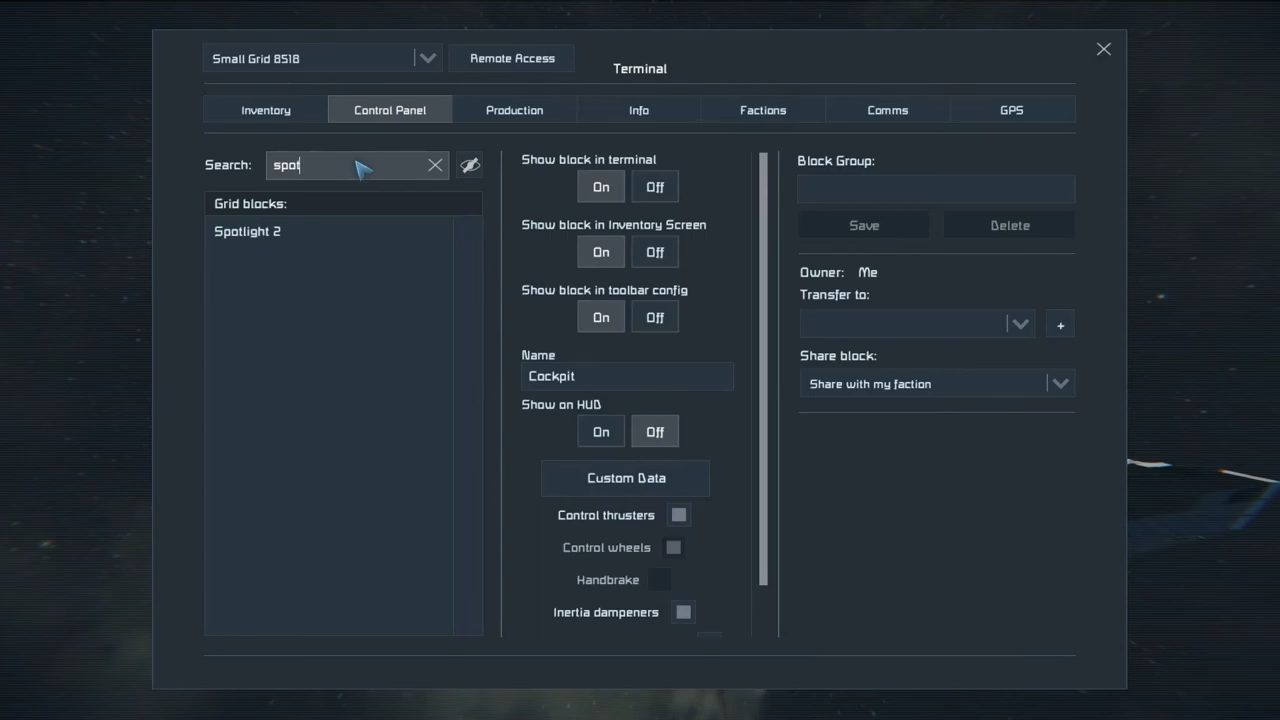 Small Grid 8518
Remote Access
Terminal
Inventory
Control Panel
Production
Info
Factions
Comms
GPS
Search:
spot
Grid blocks:
Spotlight 2
Show block in terminal
On
Off
Show block in Inventory Screen
On
Off
Show block in toolbar config
On
Off
Name
Cockpit
Show on HUD
On
Off
Custom Data
Control thrusters
Control wheels
Handbrake
Inertia dampeners
Block Group:
Save
Delete
Owner: Me
Transfer to:
+
Share block:
Share with my faction